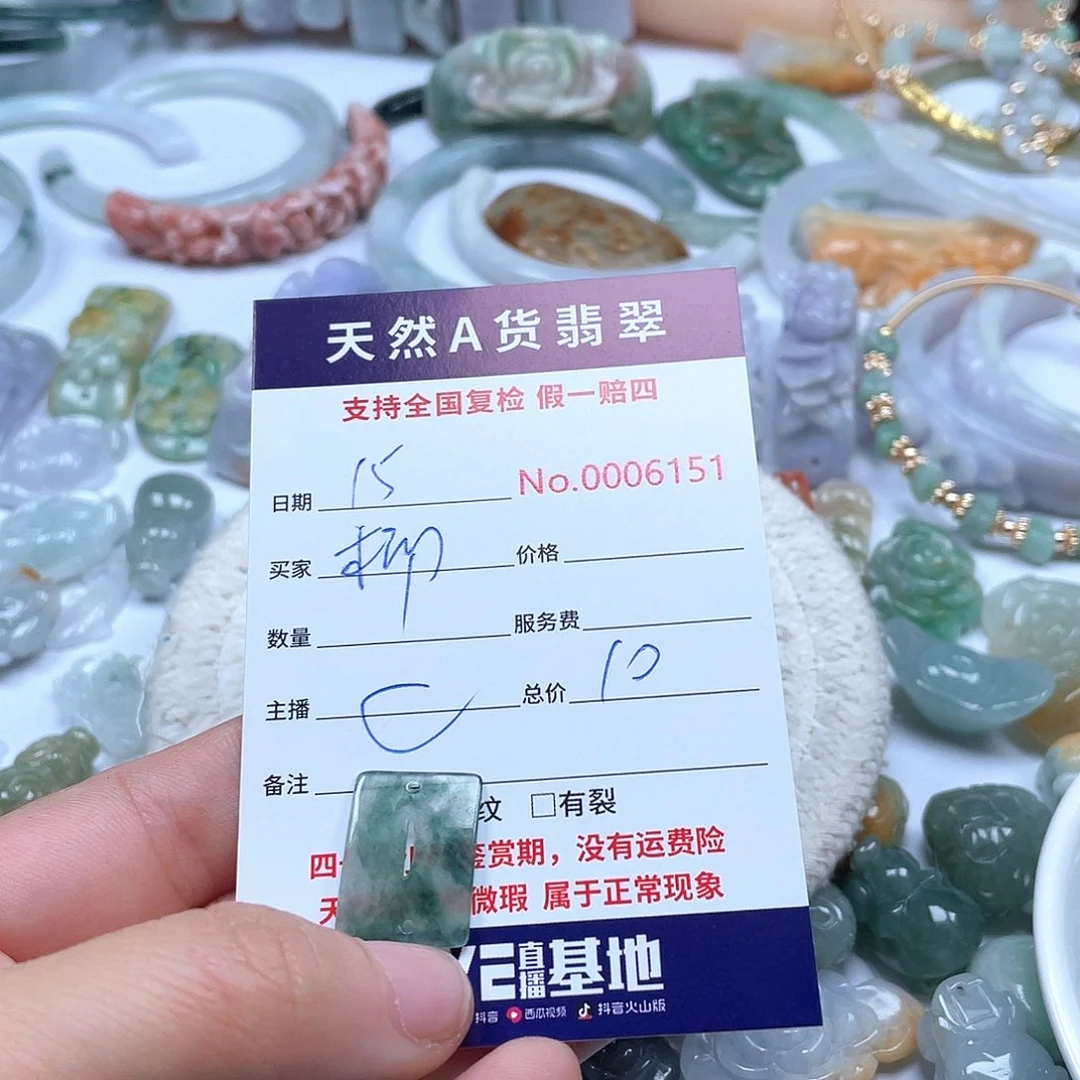 天然A货翡翠
支持全国复检 假一赔四
日期 15 No.0006151
买家 柳 价格
数量 服务费
主播 总价 10
备注
纹 □有裂
四 鉴赏期，没有运费险
天 微瑕 属于正常现象
VE直播基地
抖音 西瓜视频 抖音火山版